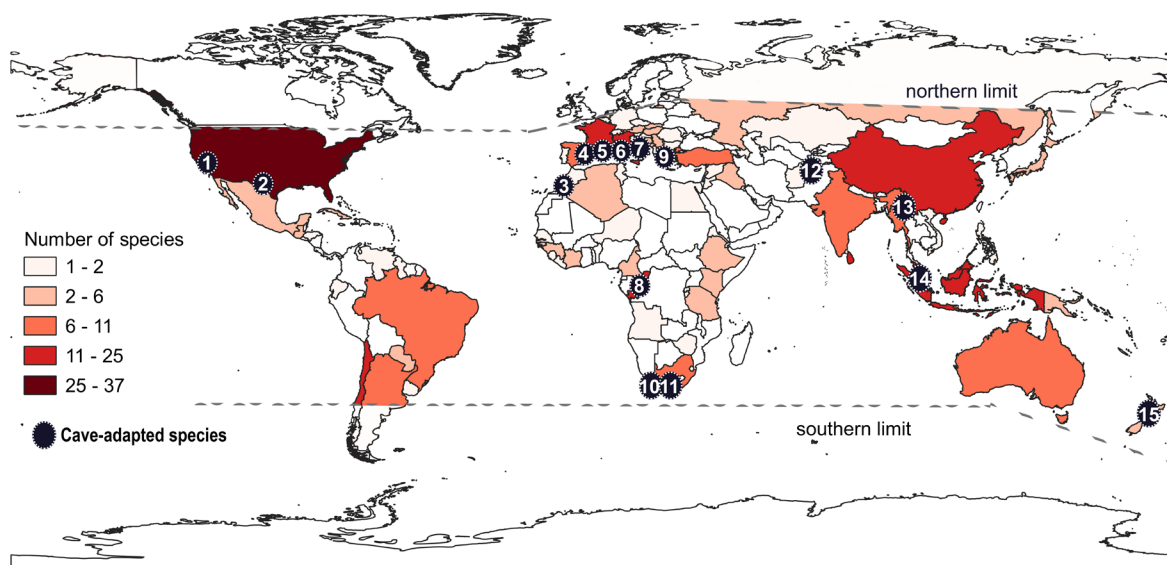 northern limit
1
2
3
4
5
6
7
9
12
13
8
14
10
11
15
Number of species
1 - 2
2 - 6
6 - 11
11 - 25
25 - 37
Cave-adapted species
southern limit